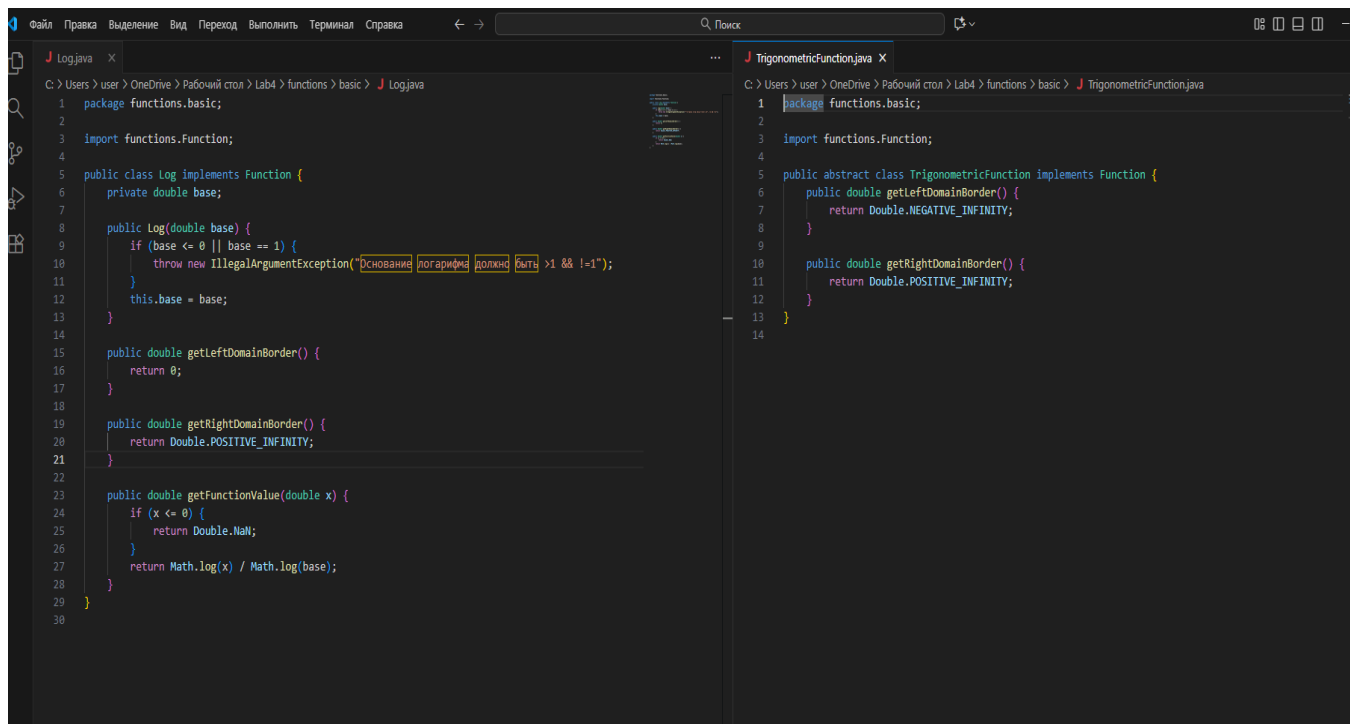 Файл Правка Выделение Вид Переход Выполнить Терминал Справка
Поиск
J Log.java
C: > Users > user > OneDrive > Рабочий стол > Lab4 > functions > basic > J Log.java
1 package functions.basic;
2
3 import functions.Function;
4
5 public class Log implements Function {
6 private double base;
7
8 public Log(double base) {
9 if (base <= 0 || base == 1) {
10 throw new IllegalArgumentException("Основание логарифма должно быть >1 && !=1");
11 }
12 this.base = base;
13 }
14
15 public double getLeftDomainBorder() {
16 return 0;
17 }
18
19 public double getRightDomainBorder() {
20 return Double.POSITIVE_INFINITY;
21 }
22
23 public double getFunctionValue(double x) {
24 if (x <= 0) {
25 return Double.NaN;
26 }
27 return Math.log(x) / Math.log(base);
28 }
29 }
30
J TrigonometricFunction.java
C: > Users > user > OneDrive > Рабочий стол > Lab4 > functions > basic > J TrigonometricFunction.java
1 package functions.basic;
2
3 import functions.Function;
4
5 public abstract class TrigonometricFunction implements Function {
6 public double getLeftDomainBorder() {
7 return Double.NEGATIVE_INFINITY;
8 }
9
10 public double getRightDomainBorder() {
11 return Double.POSITIVE_INFINITY;
12 }
13 }
14